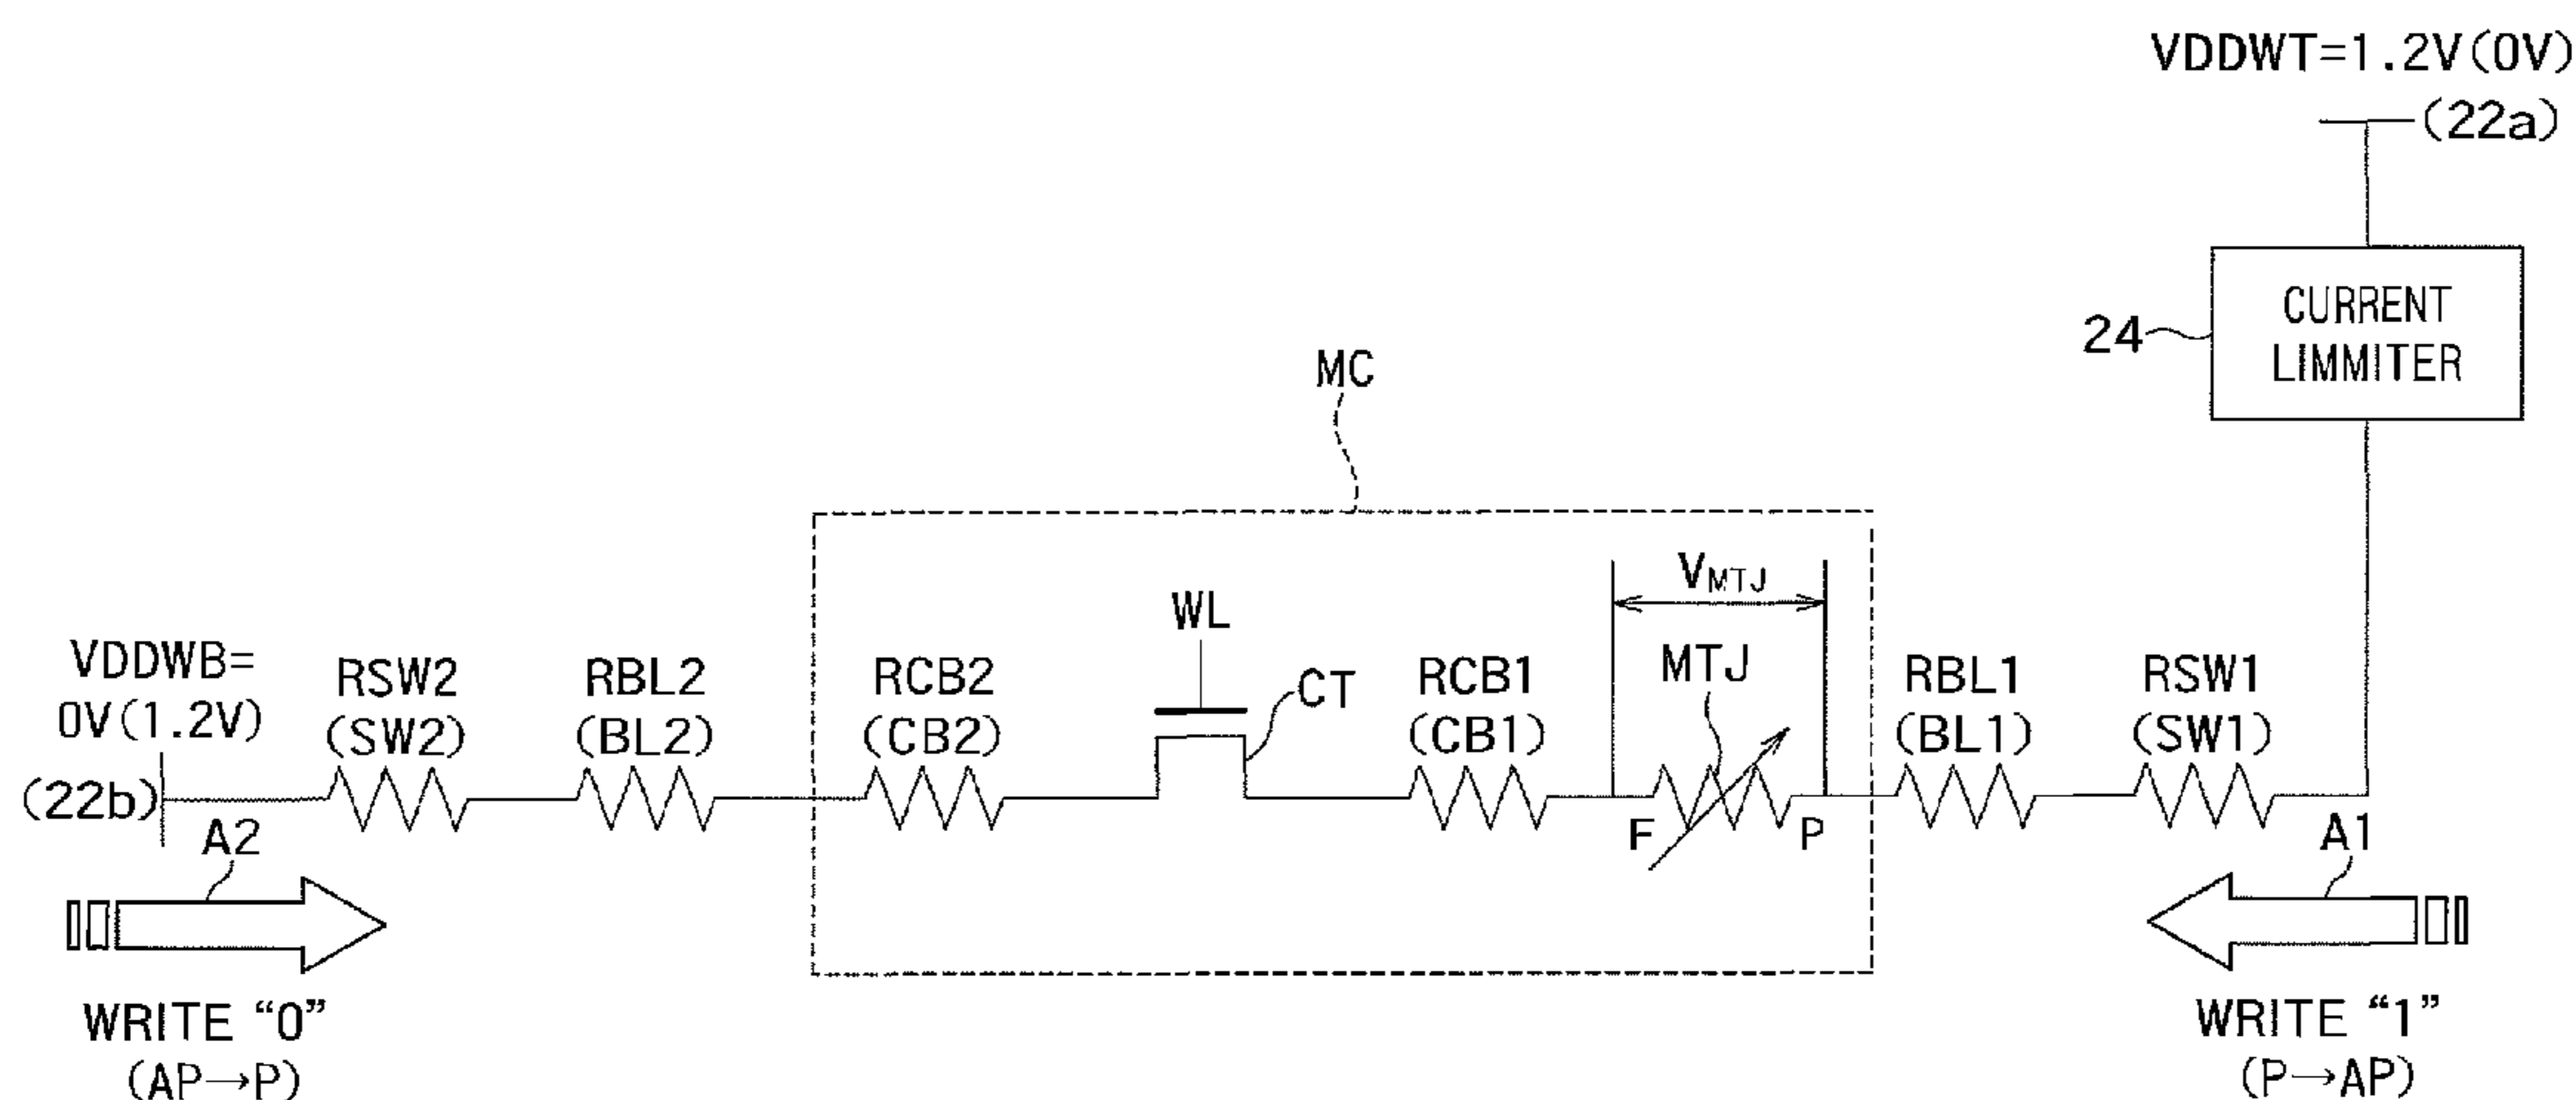 VDDWT=1.2V(0V)
(22a)
CURRENT
LIMMITER
24
MC
VMTJ
WL
VDDWB=
0V(1.2V)
(22b)
RSW2
(SW2)
RBL2
(BL2)
RCB2
(CB2)
CT
RCB1
(CB1)
MTJ
RBL1
(BL1)
RSW1
(SW1)
F
P
A2
A1
WRITE “0”
(AP→P)
WRITE “1”
(P→AP)